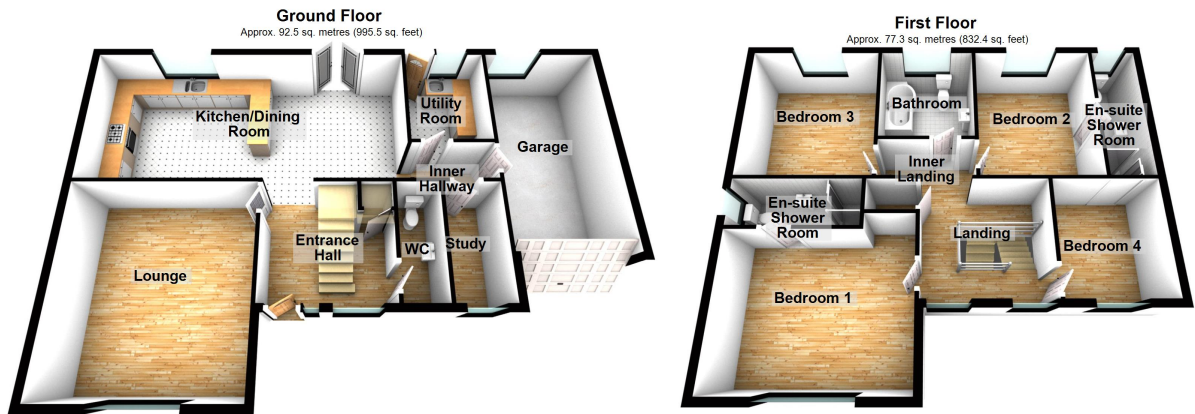 Ground Floor
Approx. 92.5 sq. metres (995.5 sq. feet)
Kitchen/Dining
Room
Utility
Room
Garage
Inner
Hallway
Entrance
Hall
WC
Study
Lounge
First Floor
Approx. 77.3 sq. metres (832.4 sq. feet)
Bedroom 3
Bathroom
Bedroom 2
En-suite
Shower
Room
Inner
Landing
En-suite
Shower
Room
Landing
Bedroom 4
Bedroom 1